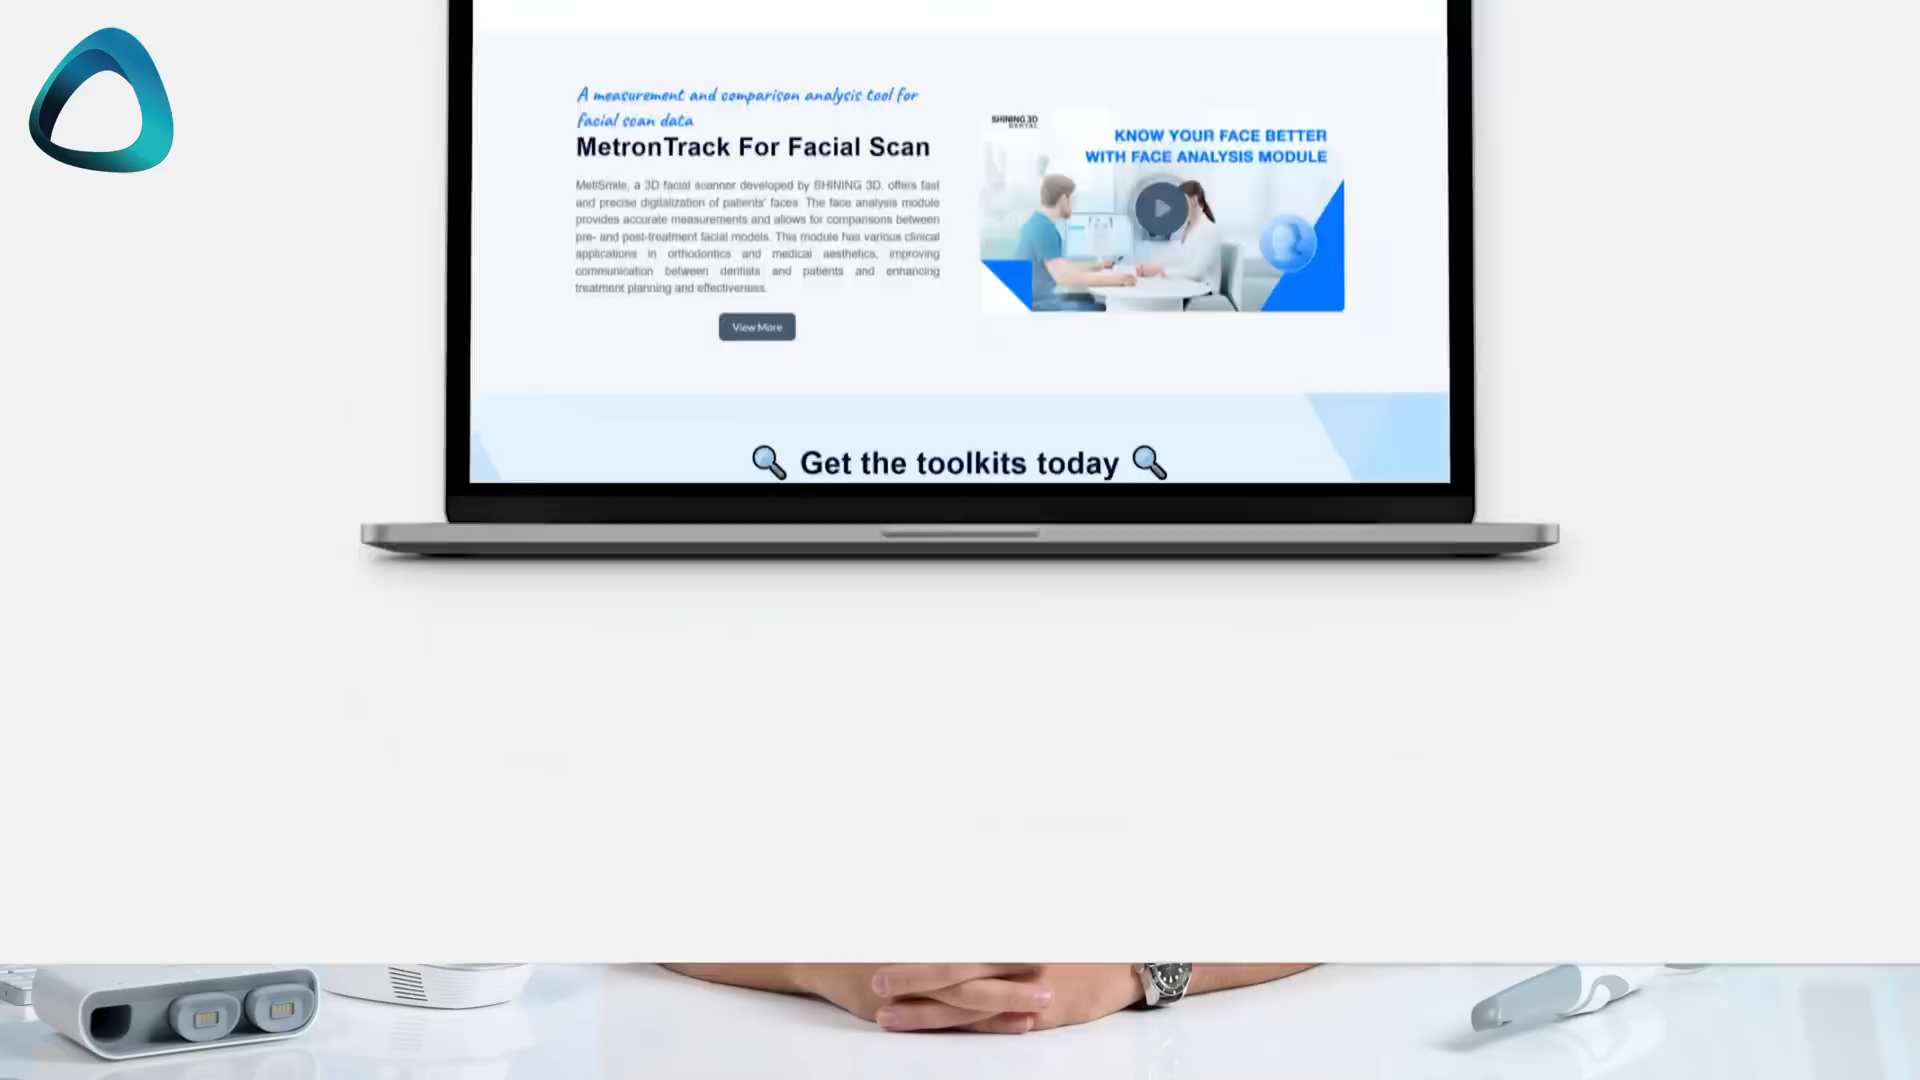 A measurement and comparison analysis tool for
facial scan data
MetronTrack For Facial Scan
MetiSmile, a 3D facial scanner developed by SHINING 3D, offers fast
and precise digitalization of patients' faces. The face analysis module
provides accurate measurements and allows for comparisons between
pre- and post-treatment facial models. This module has various clinical
applications in orthodontics and medical aesthetics, improving
communication between dentists and patients and enhancing
treatment planning and effectiveness.
View More
SHINING 3D
DENTAL
KNOW YOUR FACE BETTER
WITH FACE ANALYSIS MODULE
Get the toolkits today